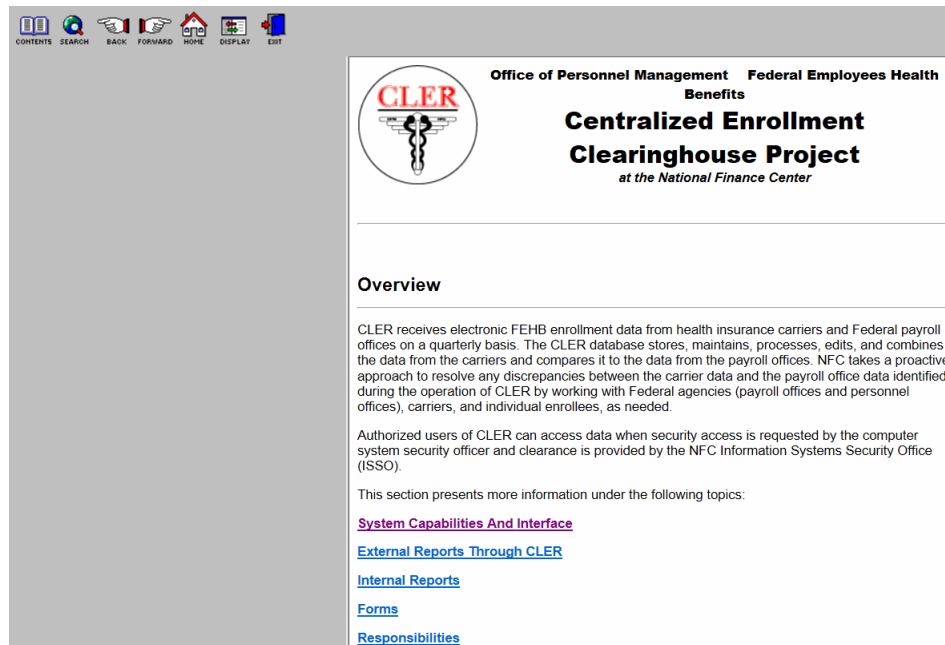 CONTENTS SEARCH BACK FORWARD HOME DISPLAY EXIT
CLER
Office of Personnel Management Federal Employees Health
Benefits
Centralized Enrollment
Clearinghouse Project
at the National Finance Center
Overview
CLER receives electronic FEHB enrollment data from health insurance carriers and Federal payroll
offices on a quarterly basis. The CLER database stores, maintains, processes, edits, and combines
the data from the carriers and compares it to the data from the payroll offices. NFC takes a proactive
approach to resolve any discrepancies between the carrier data and the payroll office data identified
during the operation of CLER by working with Federal agencies (payroll offices and personnel
offices), carriers, and individual enrollees, as needed.
Authorized users of CLER can access data when security access is requested by the computer
system security officer and clearance is provided by the NFC Information Systems Security Office
(ISSO).
This section presents more information under the following topics:
System Capabilities And Interface
External Reports Through CLER
Internal Reports
Forms
Responsibilities